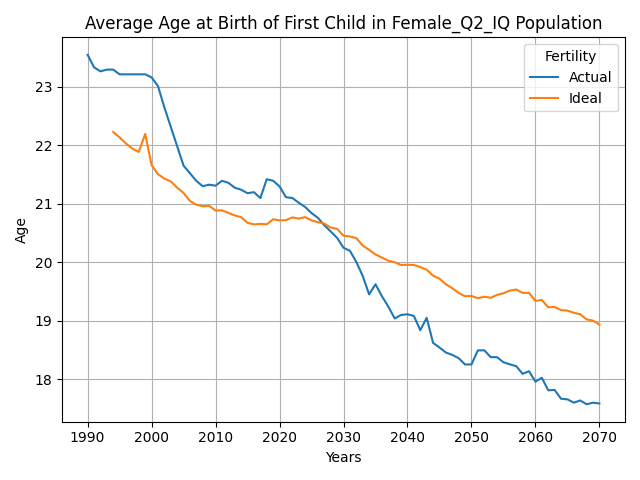 Average Age at Birth of First Child in Female_Q2_IQ Population
Fertility
Actual
Ideal
Age
23
22
21
20
19
18
1990 2000 2010 2020 2030 2040 2050 2060 2070
Years